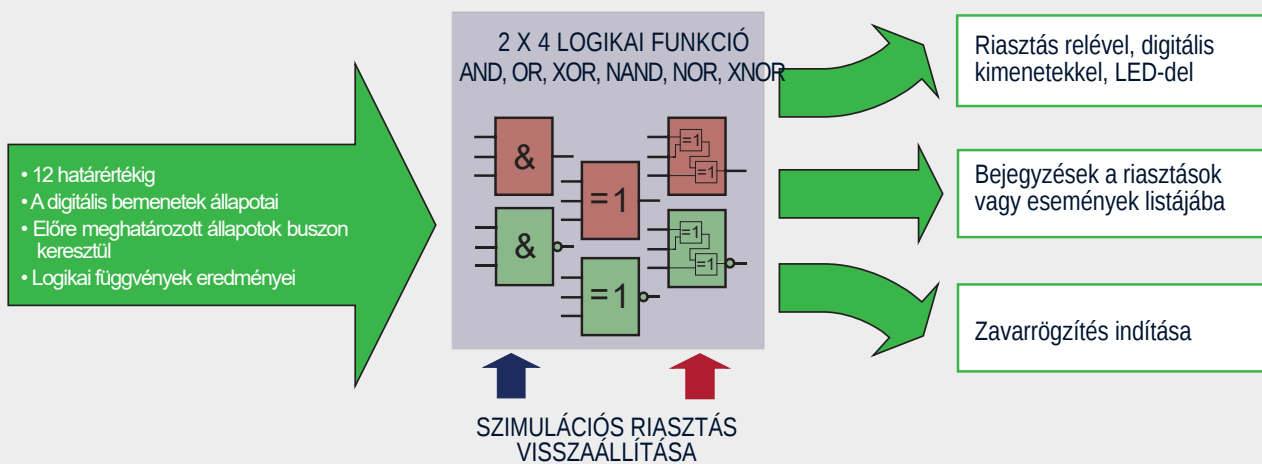 • 12 határértékig
• A digitális bemenetek állapotai
• Előre meghatározott állapotok buszon
keresztül
• Logikai függvények eredményei
2 X 4 LOGIKAI FUNKCIÓ
AND, OR, XOR, NAND, NOR, XNOR
&
=1
=1
=1
&
=1
=1
=1
SZIMULÁCIÓS RIASZTÁS
VISSZAÁLLÍTÁSA
Riasztás relével, digitális
kimenetekkel, LED-del
Bejegyzések a riasztások
vagy események listájába
Zavarrögzítés indítása